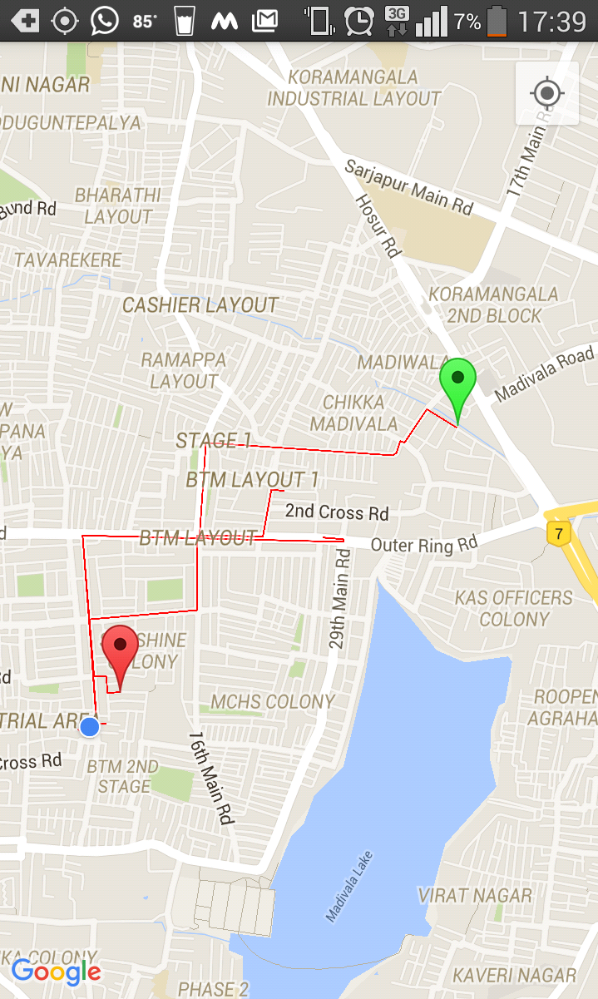 85°
3G
7%
17:39
NI NAGAR
KORAMANGALA
INDUSTRIAL LAYOUT
DUGUNTEPALYA
17th Main Rd
Sarjapur Main Rd
BHARATHI
LAYOUT
Bund Rd
Hosur Rd
TAVAREKERE
CASHIER LAYOUT
KORAMANGALA
2ND BLOCK
RAMAPPA
LAYOUT
MADIWALA
Madivala Road
CHIKKA
MADIVALA
W
PANA
YA
STAGE 1
BTM LAYOUT 1
2nd Cross Rd
d
BTM LAYOUT
Outer Ring Rd
7
29th Main Rd
KAS OFFICERS
COLONY
SUNSHINE
COLONY
Rd
MCHS COLONY
ROOPEN
AGRAHA
TRIAL AREA
Cross Rd
16th Main Rd
BTM 2ND
STAGE
Madivala Lake
VIRAT NAGAR
KA COLONY
Google
PHASE 2
KAVERI NAGAR